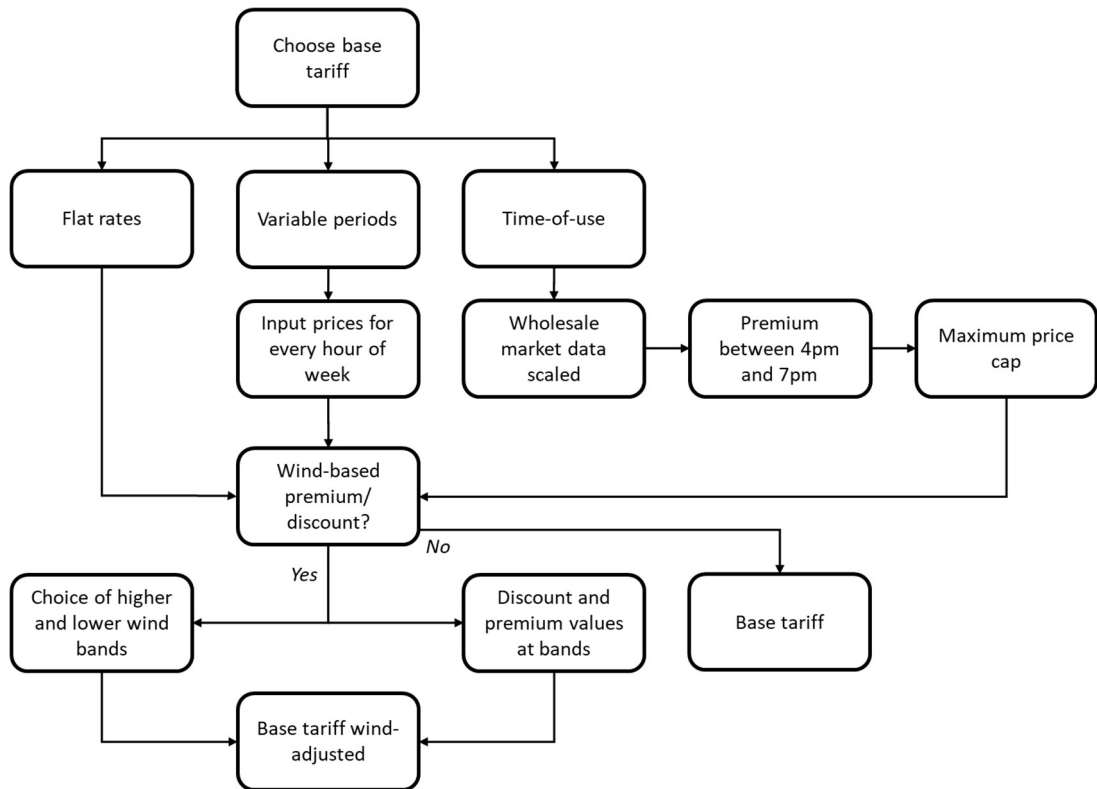 Choose base
tariff
Flat rates
Variable periods
Time-of-use
Input prices for
every hour of
week
Wholesale
market data
scaled
Premium
between 4pm
and 7pm
Maximum price
cap
Wind-based
premium/
discount?
No
Yes
Choice of higher
and lower wind
bands
Discount and
premium values
at bands
Base tariff
Base tariff wind-
adjusted